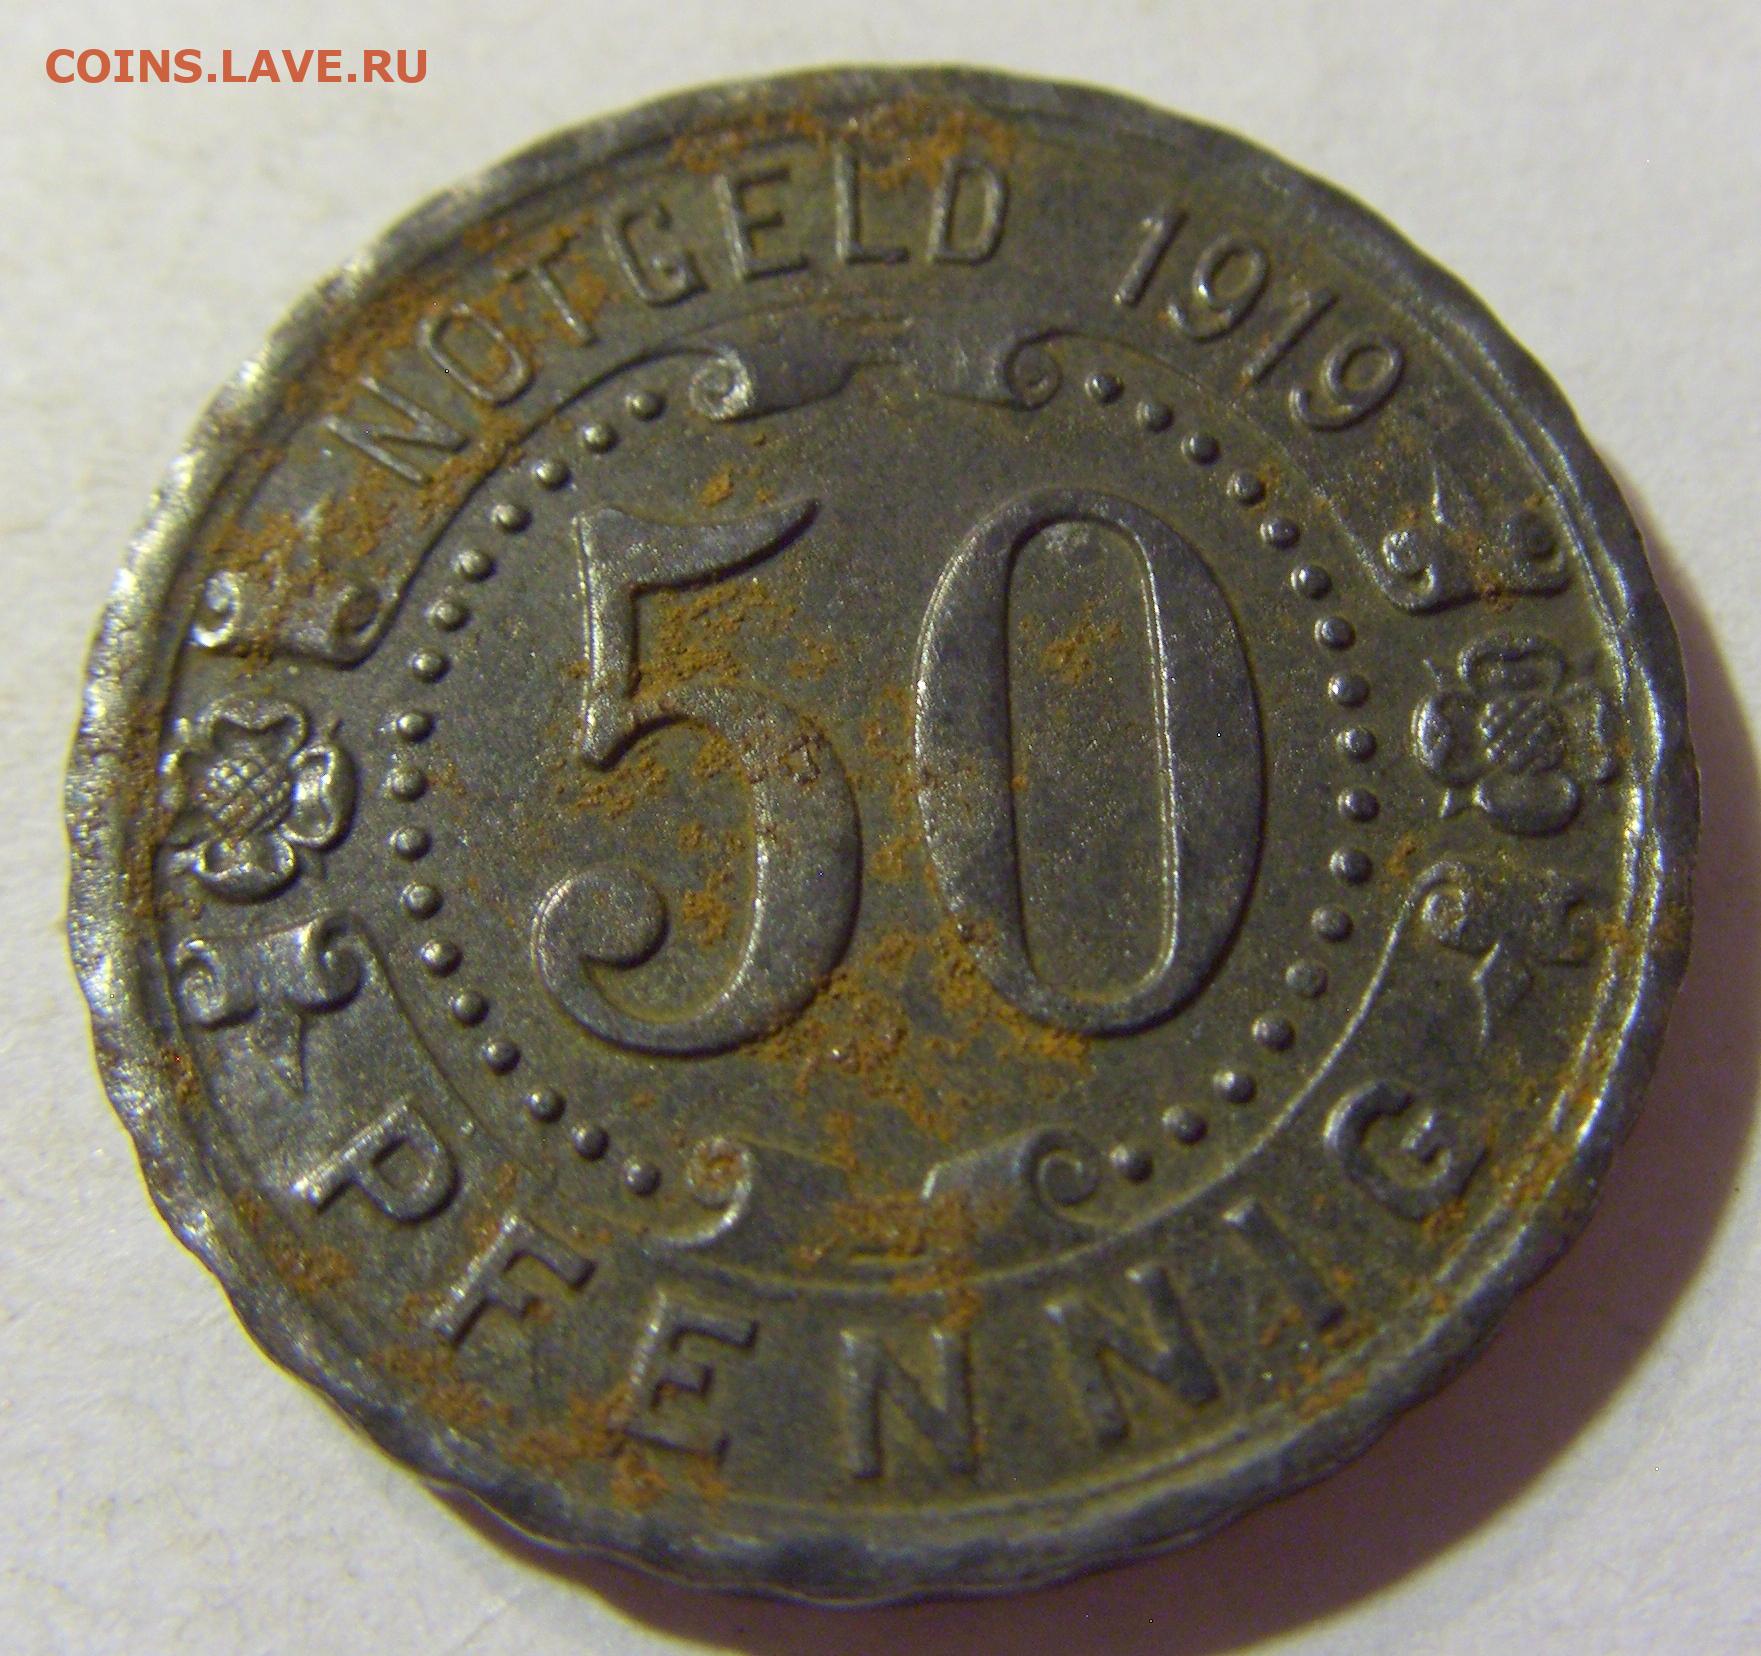 COINS.LAVE.RU
NOTGELD 1919
50
PFENNIG